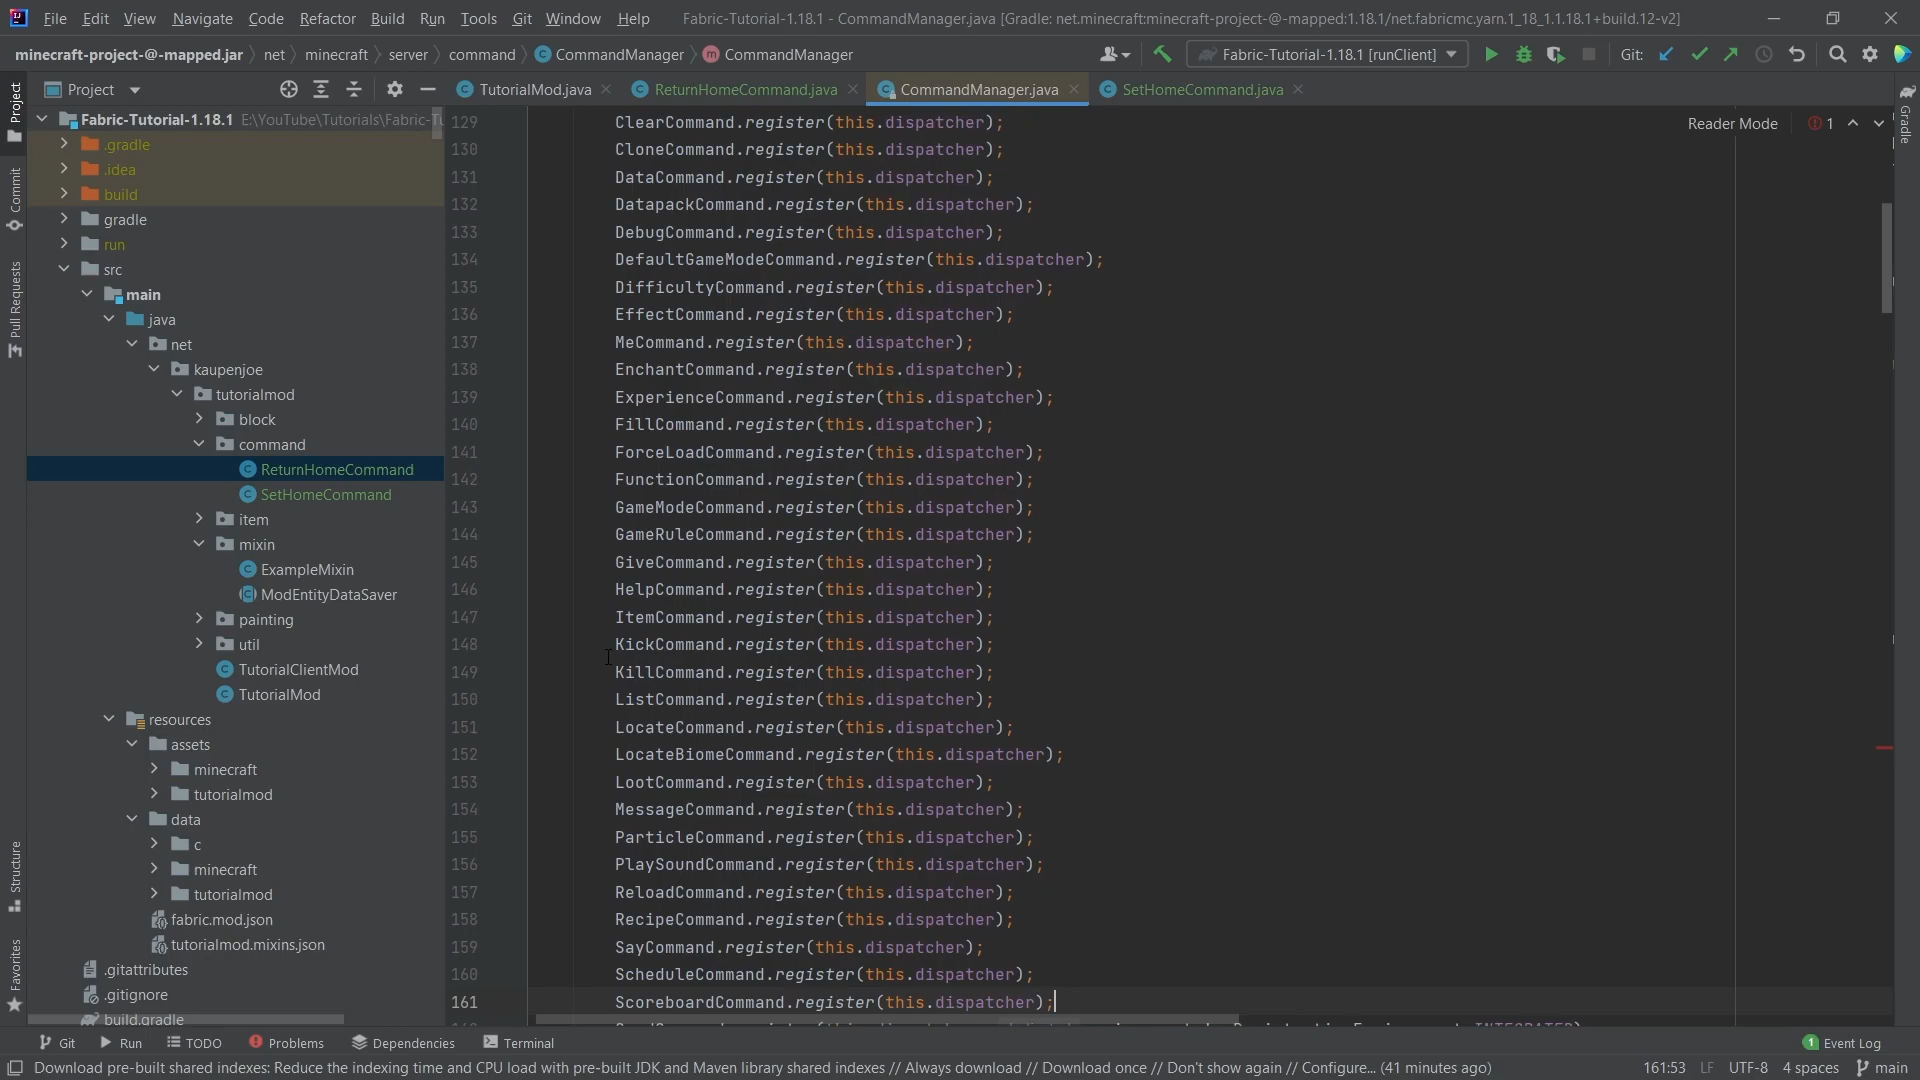 File Edit View Navigate Code Refactor Build Run Tools Git Window Help Fabric-Tutorial-1.18.1 - CommandManager.java [Gradle: net.minecraft:minecraft-project-@-mapped:1.18.1/net.fabricmc.yarn.1_18_1.1.18.1+build.12-v2]
minecraft-project-@-mapped.jar net minecraft server command CommandManager CommandManager Fabric-Tutorial-1.18.1 [runClient] Git:
Project TutorialMod.java ReturnHomeCommand.java CommandManager.java SetHomeCommand.java
Project
Commit
Pull Requests
Structure
Favorites
Gradle
Reader Mode 1
Fabric-Tutorial-1.18.1 E:\YouTube\Tutorials\Fabric-Tu
.gradle
.idea
build
gradle
run
src
main
java
net
kaupenjoe
tutorialmod
block
command
ReturnHomeCommand
SetHomeCommand
item
mixin
ExampleMixin
ModEntityDataSaver
painting
util
TutorialClientMod
TutorialMod
resources
assets
minecraft
tutorialmod
data
c
minecraft
tutorialmod
fabric.mod.json
tutorialmod.mixins.json
.gitattributes
.gitignore
build.gradle
129 ClearCommand.register(this.dispatcher);
130 CloneCommand.register(this.dispatcher);
131 DataCommand.register(this.dispatcher);
132 DatapackCommand.register(this.dispatcher);
133 DebugCommand.register(this.dispatcher);
134 DefaultGameModeCommand.register(this.dispatcher);
135 DifficultyCommand.register(this.dispatcher);
136 EffectCommand.register(this.dispatcher);
137 MeCommand.register(this.dispatcher);
138 EnchantCommand.register(this.dispatcher);
139 ExperienceCommand.register(this.dispatcher);
140 FillCommand.register(this.dispatcher);
141 ForceLoadCommand.register(this.dispatcher);
142 FunctionCommand.register(this.dispatcher);
143 GameModeCommand.register(this.dispatcher);
144 GameRuleCommand.register(this.dispatcher);
145 GiveCommand.register(this.dispatcher);
146 HelpCommand.register(this.dispatcher);
147 ItemCommand.register(this.dispatcher);
148 KickCommand.register(this.dispatcher);
149 KillCommand.register(this.dispatcher);
150 ListCommand.register(this.dispatcher);
151 LocateCommand.register(this.dispatcher);
152 LocateBiomeCommand.register(this.dispatcher);
153 LootCommand.register(this.dispatcher);
154 MessageCommand.register(this.dispatcher);
155 ParticleCommand.register(this.dispatcher);
156 PlaySoundCommand.register(this.dispatcher);
157 ReloadCommand.register(this.dispatcher);
158 RecipeCommand.register(this.dispatcher);
159 SayCommand.register(this.dispatcher);
160 ScheduleCommand.register(this.dispatcher);
161 ScoreboardCommand.register(this.dispatcher);
Git Run TODO Problems Dependencies Terminal 1 Event Log
Download pre-built shared indexes: Reduce the indexing time and CPU load with pre-built JDK and Maven library shared indexes // Always download // Download once // Don't show again // Configure... (41 minutes ago) 161:53 LF UTF-8 4 spaces main